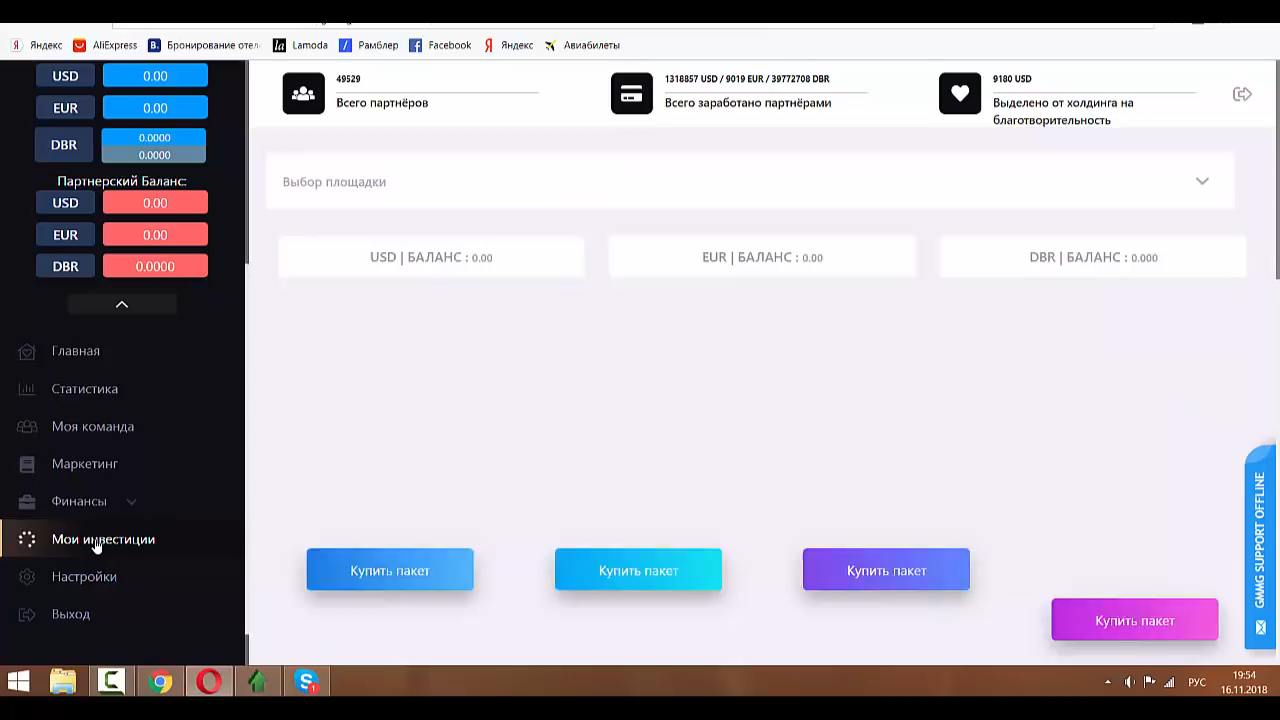 Яндекс AliExpress Бронирование отел Lamoda Рамблер Facebook Яндекс Авиабилеты
USD 0.00
EUR 0.00
DBR 0.0000
0.0000
Партнерский Баланс:
USD 0.00
EUR 0.00
DBR 0.0000
Главная
Статистика
Моя команда
Маркетинг
Финансы
Мои инвестиции
Настройки
Выход
49529
Всего партнёров
1318857 USD / 9019 EUR / 39772708 DBR
Всего заработано партнёрами
9180 USD
Выделено от холдинга на
благотворительность
Выбор площадки
USD | БАЛАНС : 0.00
EUR | БАЛАНС : 0.00
DBR | БАЛАНС : 0.000
Купить пакет
Купить пакет
Купить пакет
Купить пакет
GMMG SUPPORT OFFLINE
РУС
19:54
16.11.2018